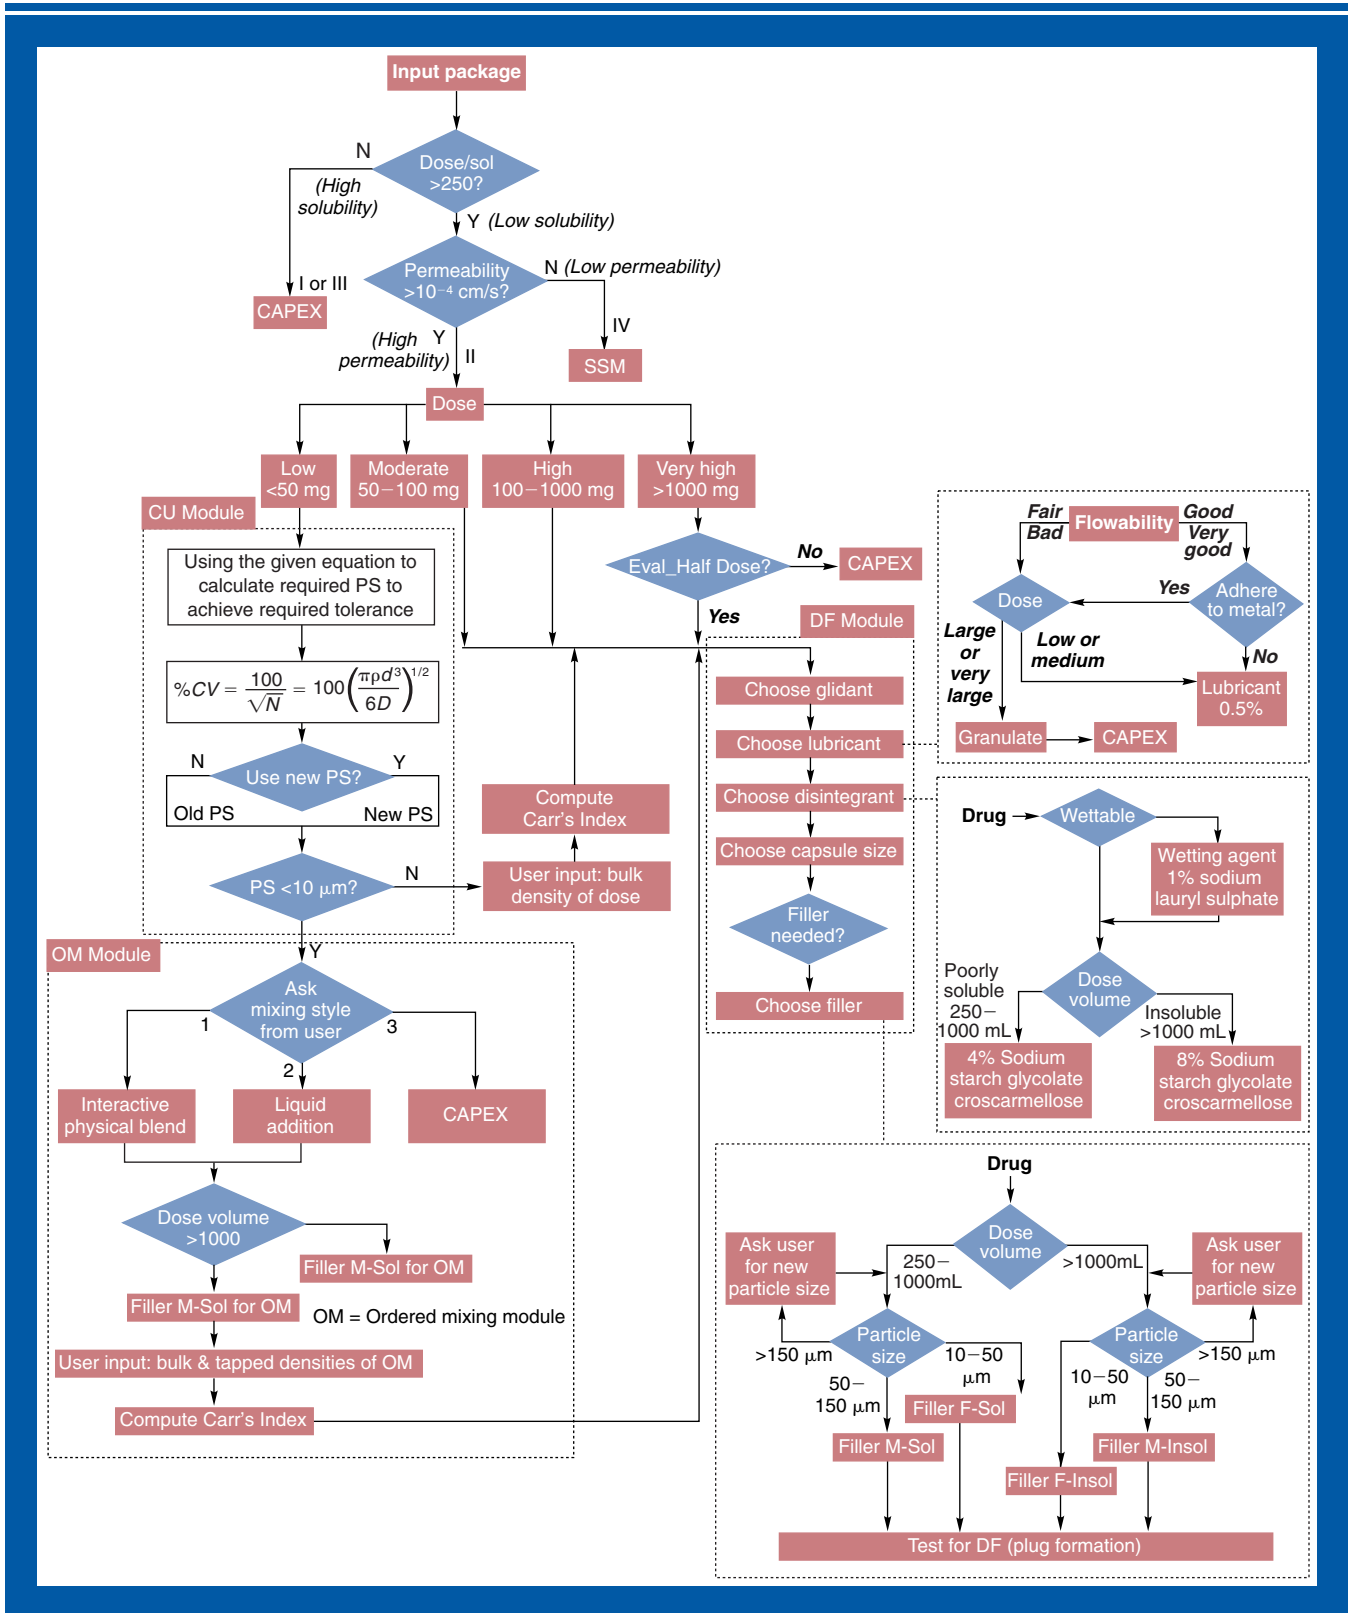 Input package
N
Dose/sol
>250?
(High
solubility)
Y (Low solubility)
Permeability
>10⁻⁴ cm/s?
N (Low permeability)
I or III
CAPEX
(High
permeability)
Y
II
IV
SSM
Dose
Low
<50 mg
Moderate
50–100 mg
High
100–1000 mg
Very high
>1000 mg
CU Module
Using the given equation to
calculate required PS to
achieve required tolerance
%CV = 100/√N = 100(πρd³/6D)^1/2
N
Use new PS?
Y
Old PS
New PS
PS <10 μm?
N
Eval_Half Dose?
No
CAPEX
Yes
Compute
Carr's Index
User input: bulk
density of dose
DF Module
Choose glidant
Choose lubricant
Choose disintegrant
Choose capsule size
Filler
needed?
Choose filler
Fair
Bad
Flowability
Good
Very
good
Dose
Yes
Adhere
to metal?
Large
or
very
large
Low or
medium
No
Lubricant
0.5%
Granulate
CAPEX
Drug
Wettable
Wetting agent
1% sodium
lauryl sulphate
Poorly
soluble
250–
1000 mL
Dose
volume
Insoluble
>1000 mL
4% Sodium
starch glycolate
croscarmellose
8% Sodium
starch glycolate
croscarmellose
OM Module
Y
Ask
mixing style
from user
1
2
3
Interactive
physical blend
Liquid
addition
CAPEX
Dose volume
>1000
Filler M-Sol for OM
Filler M-Sol for OM
OM = Ordered mixing module
User input: bulk & tapped densities of OM
Compute Carr's Index
Drug
Dose
volume
Ask user
for new
particle size
250–
1000mL
>1000mL
Ask user
for new
particle size
Particle
size
>150 μm
10–50
μm
50–
150 μm
Particle
size
>150 μm
10–50
μm
50–
150 μm
Filler F-Sol
Filler M-Sol
Filler M-Insol
Filler F-Insol
Test for DF (plug formation)